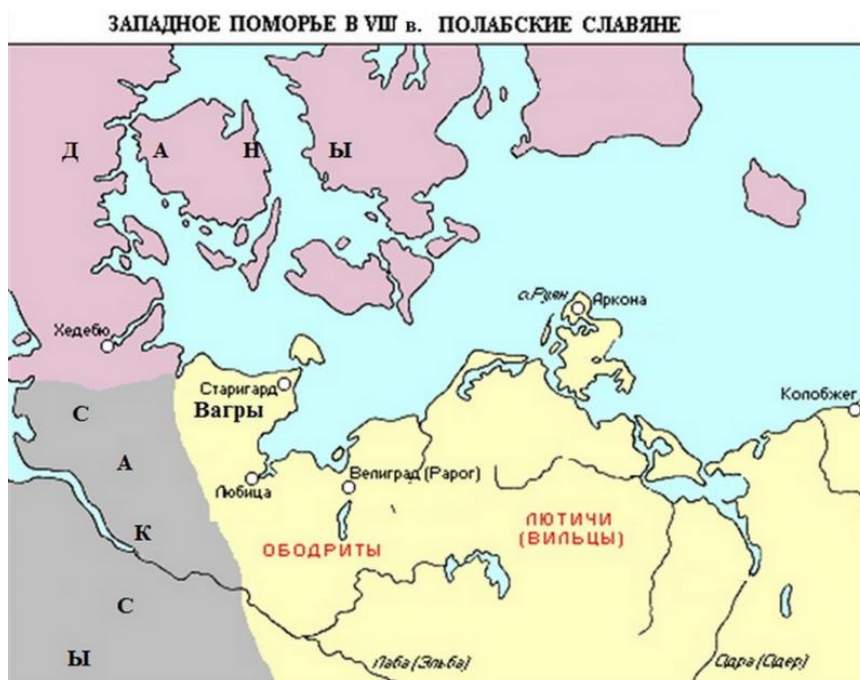 ЗАПАДНОЕ ПОМОРЬЕ В VIII в. ПОЛАБСКИЕ СЛАВЯНЕ
Д А Н Ы
о.Руян
Аркона
Хедебю
Старигард
Колобжег
С
Вагры
А
Любица
Велиград (Рарог)
К
ОБОДРИТЫ
ЛЮТИЧИ
(ВИЛЬЦЫ)
С
Ы
Лаба (Эльба)
Одра (Одер)